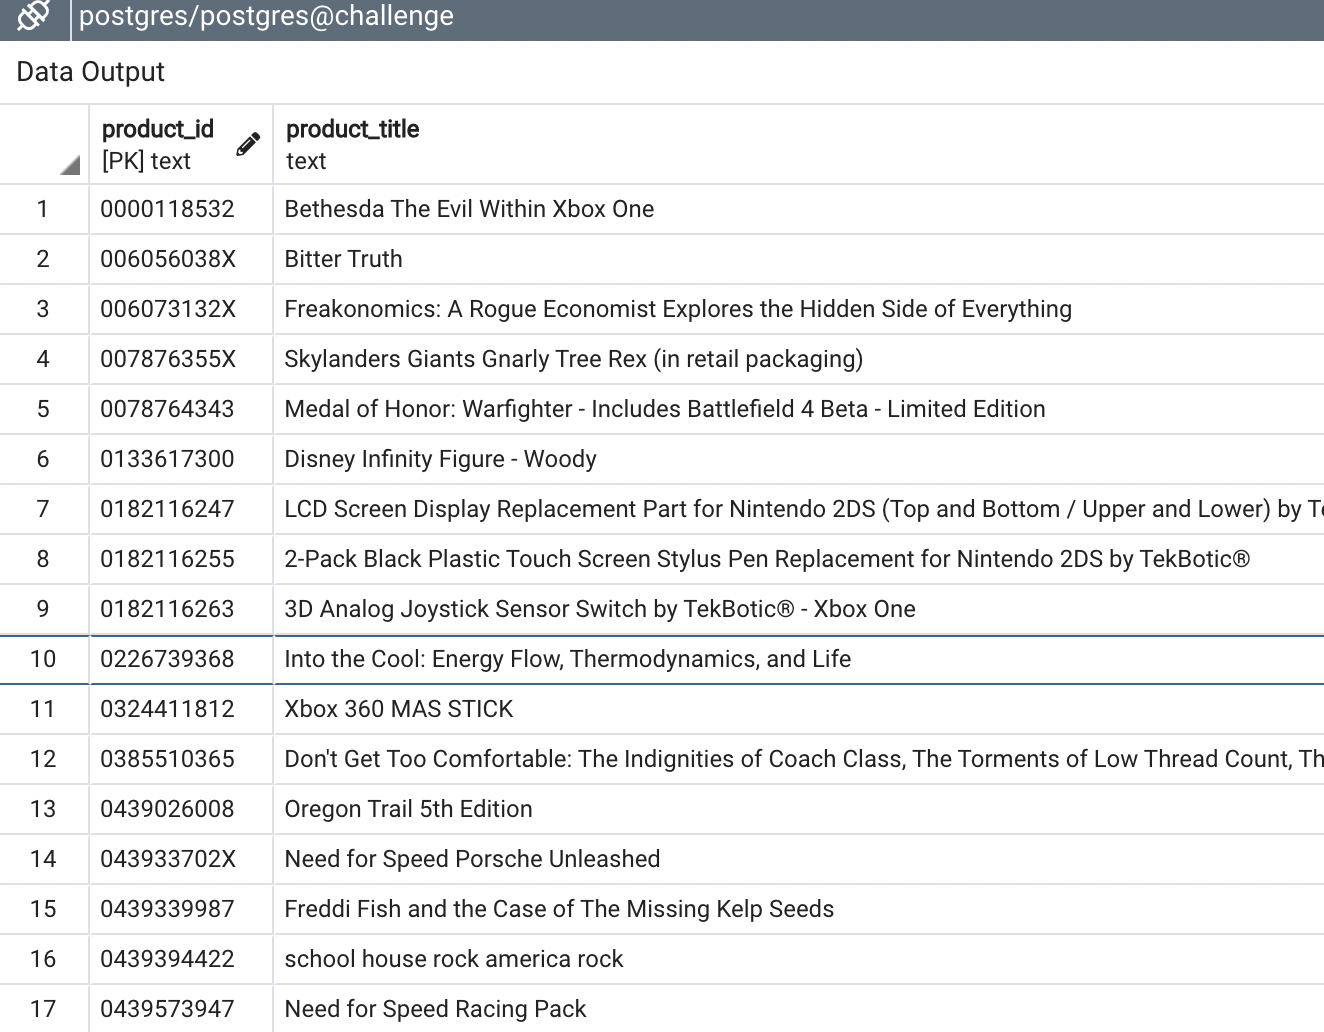 postgres/postgres@challenge
Data Output
product_id product_title
[PK] text text
1 0000118532 Bethesda The Evil Within Xbox One
2 006056038X Bitter Truth
3 006073132X Freakonomics: A Rogue Economist Explores the Hidden Side of Everything
4 007876355X Skylanders Giants Gnarly Tree Rex (in retail packaging)
5 0078764343 Medal of Honor: Warfighter - Includes Battlefield 4 Beta - Limited Edition
6 0133617300 Disney Infinity Figure - Woody
7 0182116247 LCD Screen Display Replacement Part for Nintendo 2DS (Top and Bottom / Upper and Lower) by
8 0182116255 2-Pack Black Plastic Touch Screen Stylus Pen Replacement for Nintendo 2DS by TekBotic®
9 0182116263 3D Analog Joystick Sensor Switch by TekBotic® - Xbox One
10 0226739368 Into the Cool: Energy Flow, Thermodynamics, and Life
11 0324411812 Xbox 360 MAS STICK
12 0385510365 Don't Get Too Comfortable: The Indignities of Coach Class, The Torments of Low Thread Count,
13 0439026008 Oregon Trail 5th Edition
14 043933702X Need for Speed Porsche Unleashed
15 0439339987 Freddi Fish and the Case of The Missing Kelp Seeds
16 0439394422 school house rock america rock
17 0439573947 Need for Speed Racing Pack